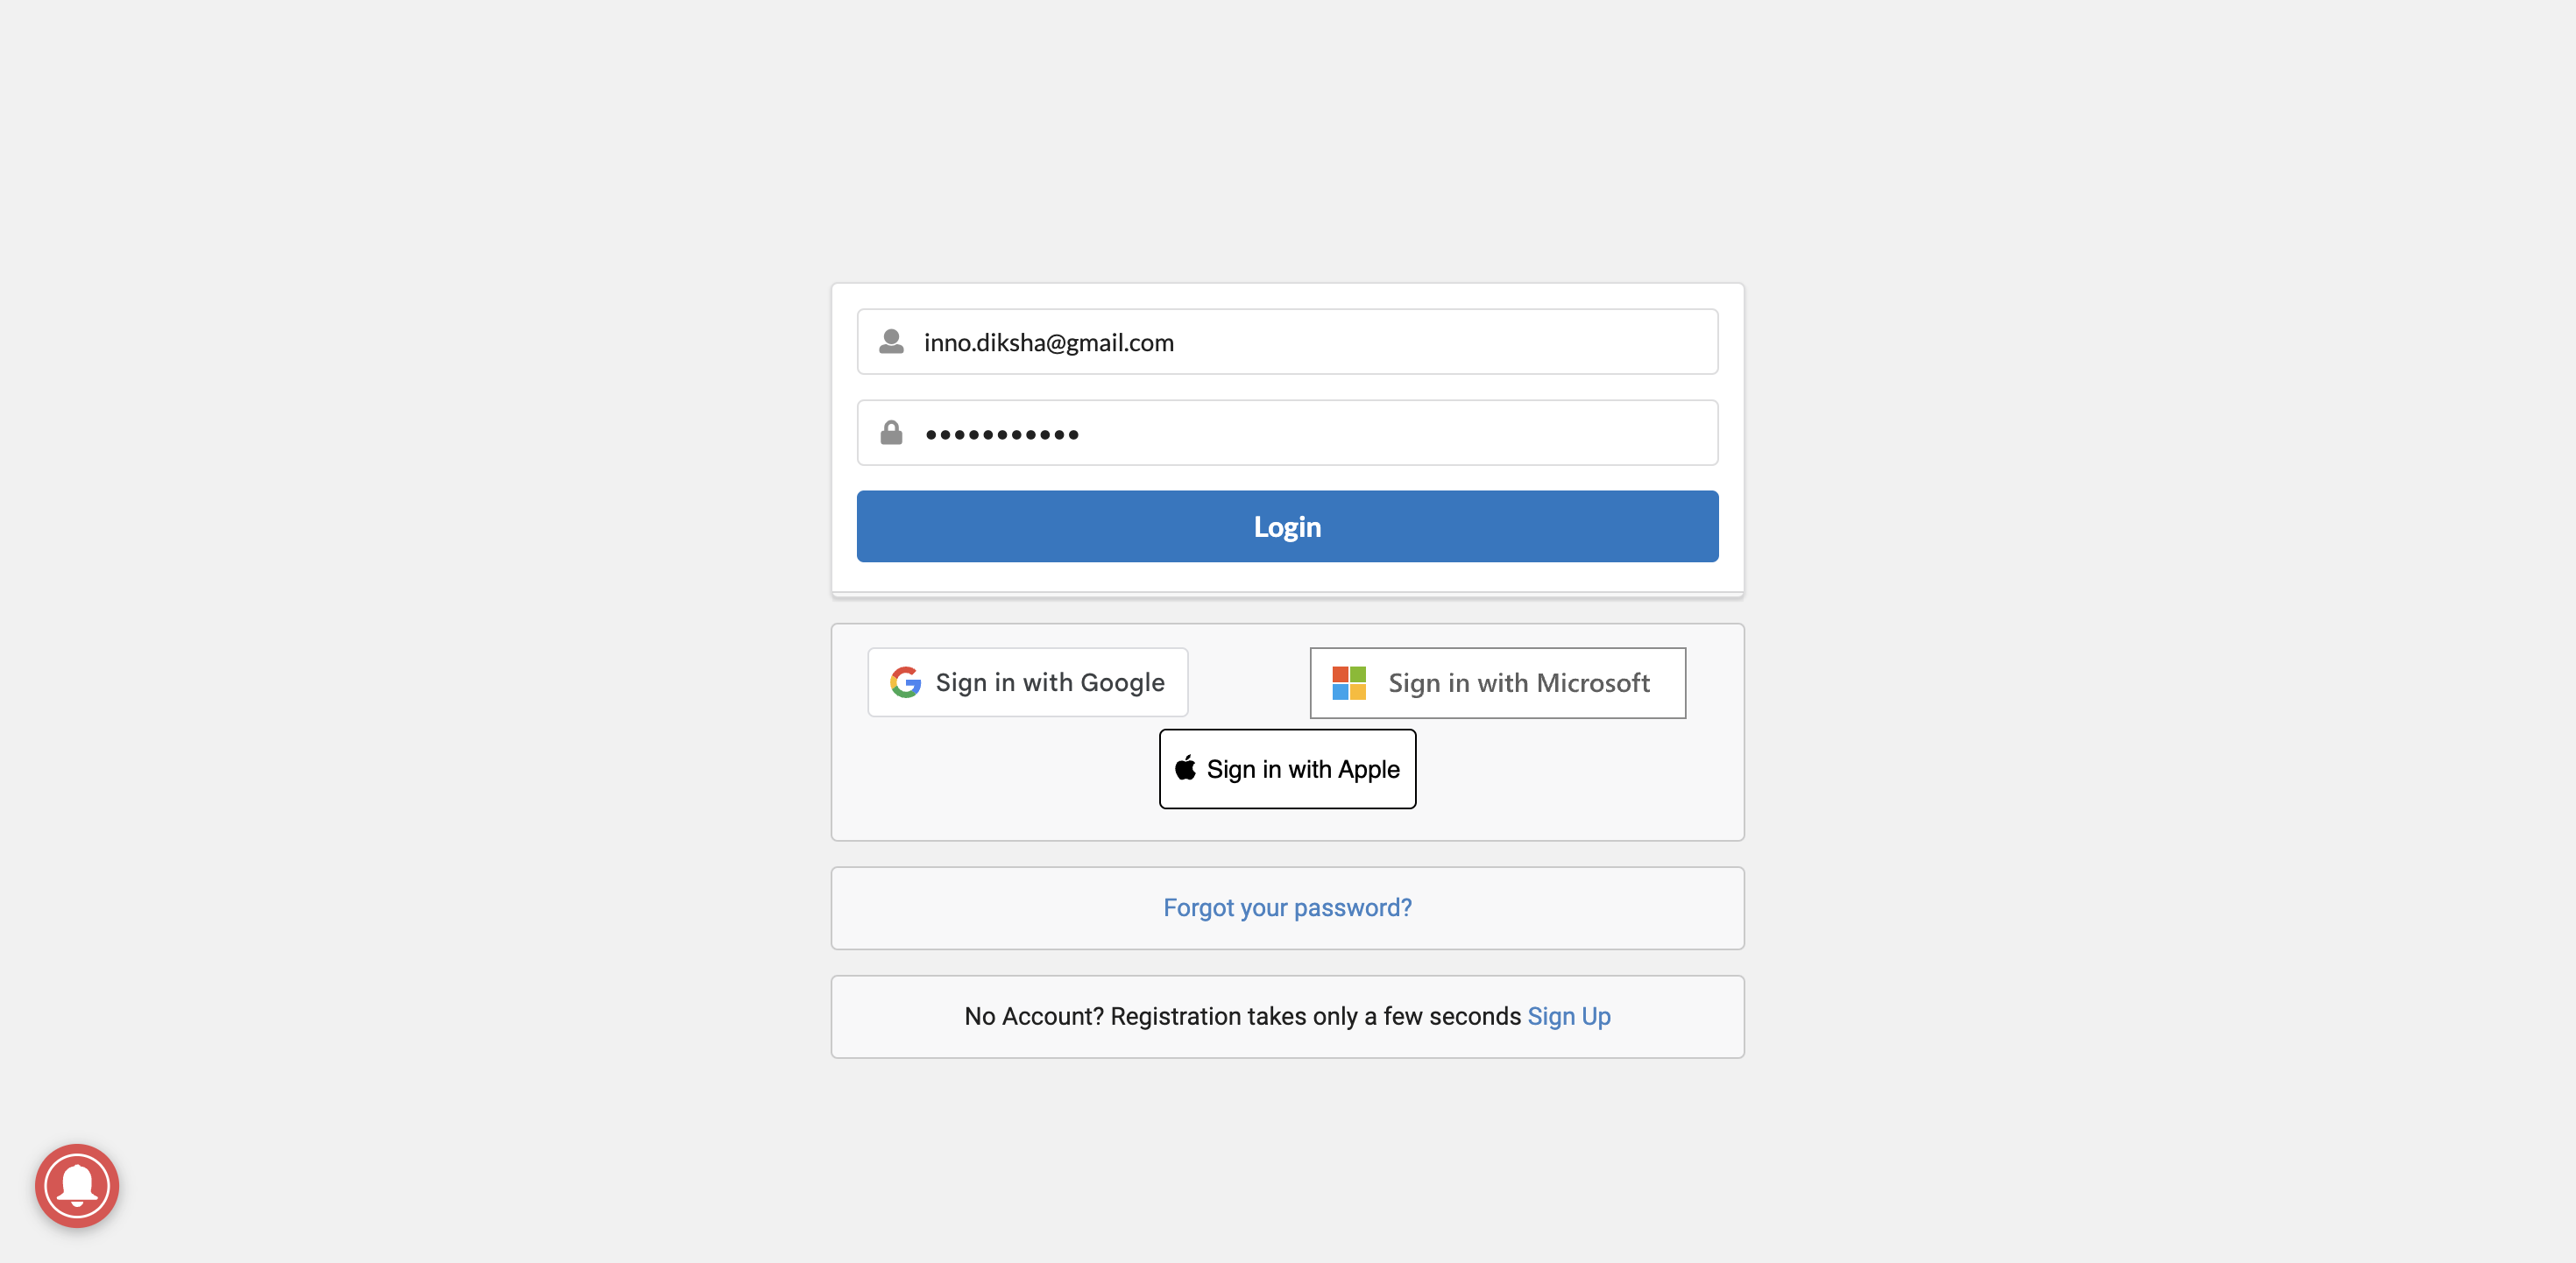 inno.diksha@gmail.com
•••••••••••
Login
Sign in with Google
Sign in with Microsoft
Sign in with Apple
Forgot your password?
No Account? Registration takes only a few seconds Sign Up